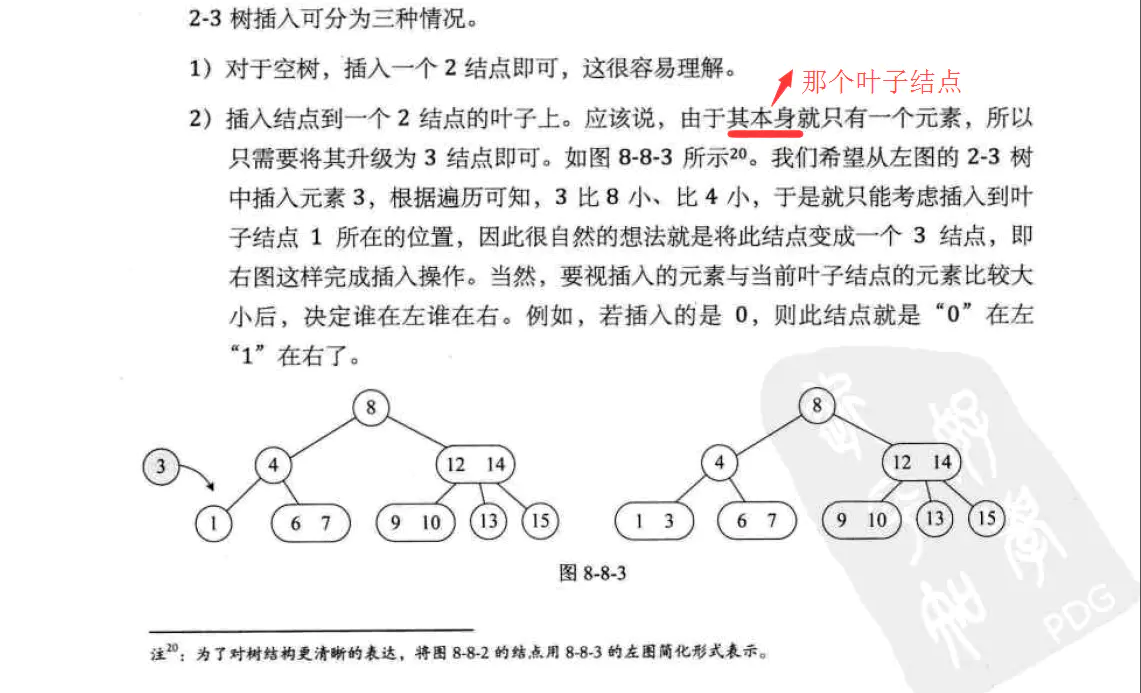 2-3 树插入可分为三种情况。
1）对于空树，插入一个 2 结点即可，这很容易理解。
那个叶子结点
2）插入结点到一个 2 结点的叶子上。应该说，由于其本身就只有一个元素，所以
只需要将其升级为 3 结点即可。如图 8-8-3 所示20。我们希望从左图的 2-3 树
中插入元素 3，根据遍历可知，3 比 8 小、比 4 小，于是就只能考虑插入到叶
子结点 1 所在的位置，因此很自然的想法就是将此结点变成一个 3 结点，即
右图这样完成插入操作。当然，要视插入的元素与当前叶子结点的元素比较大
小后，决定谁在左谁在右。例如，若插入的是 0，则此结点就是“0”在左
“1”在右了。
8
3 4 12 14
1 6 7 9 10 13 15
8
4 12 14
1 3 6 7 9 10 13 15
图 8-8-3
注20：为了对树结构更清晰的表达，将图 8-8-2 的结点用 8-8-3 的左图简化形式表示。
PDG